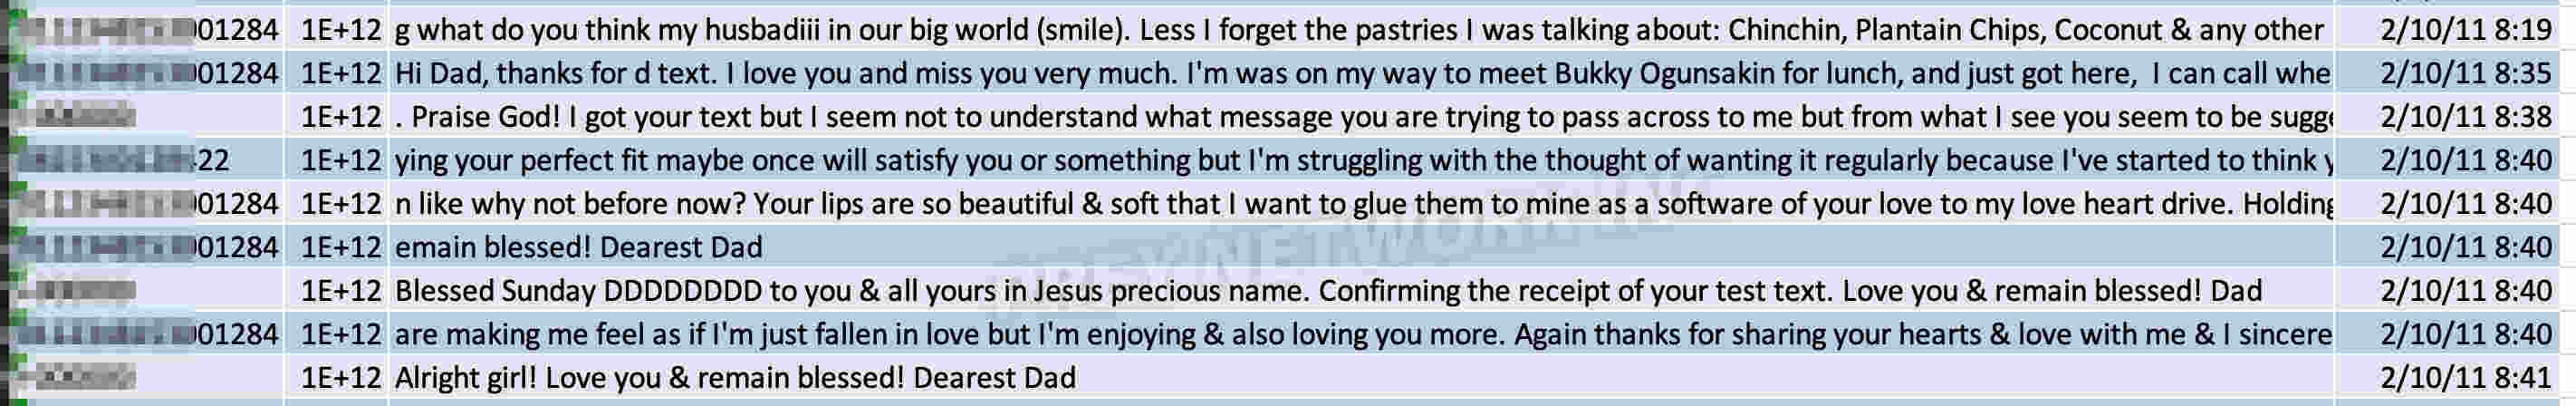 001284 1E+12 g what do you think my husbadiii in our big world (smile). Less I forget the pastries I was talking about: Chinchin, Plantain Chips, Coconut & any other 2/10/11 8:19
001284 1E+12 Hi Dad, thanks for d text. I love you and miss you very much. I'm was on my way to meet Bukky Ogunsakin for lunch, and just got here, I can call whe 2/10/11 8:35
1E+12 . Praise God! I got your text but I seem not to understand what message you are trying to pass across to me but from what I see you seem to be sugge 2/10/11 8:38
22 1E+12 ying your perfect fit maybe once will satisfy you or something but I'm struggling with the thought of wanting it regularly because I've started to think y 2/10/11 8:40
001284 1E+12 n like why not before now? Your lips are so beautiful & soft that I want to glue them to mine as a software of your love to my love heart drive. Holding 2/10/11 8:40
001284 1E+12 emain blessed! Dearest Dad 2/10/11 8:40
1E+12 Blessed Sunday DDDDDDDD to you & all yours in Jesus precious name. Confirming the receipt of your test text. Love you & remain blessed! Dad 2/10/11 8:40
001284 1E+12 are making me feel as if I'm just fallen in love but I'm enjoying & also loving you more. Again thanks for sharing your hearts & love with me & I sincere 2/10/11 8:40
1E+12 Alright girl! Love you & remain blessed! Dearest Dad 2/10/11 8:41